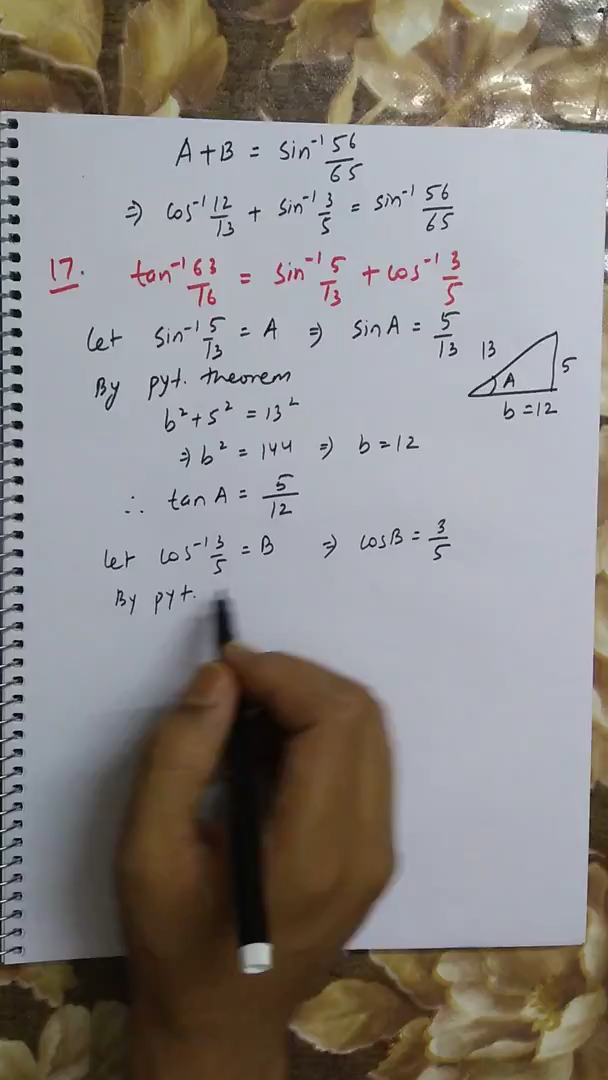 A+B = sin⁻¹ 56/65
⇒ cos⁻¹ 12/13 + sin⁻¹ 3/5 = sin⁻¹ 56/65
17. tan⁻¹ 63/16 = sin⁻¹ 5/13 + cos⁻¹ 3/5
Let sin⁻¹ 5/13 = A ⇒ sinA = 5/13
13
5
A
b = 12
By pyt. theorem
b² + 5² = 13²
⇒ b² = 144 ⇒ b = 12
∴ tan A = 5/12
Let cos⁻¹ 3/5 = B ⇒ cosB = 3/5
By pyt.